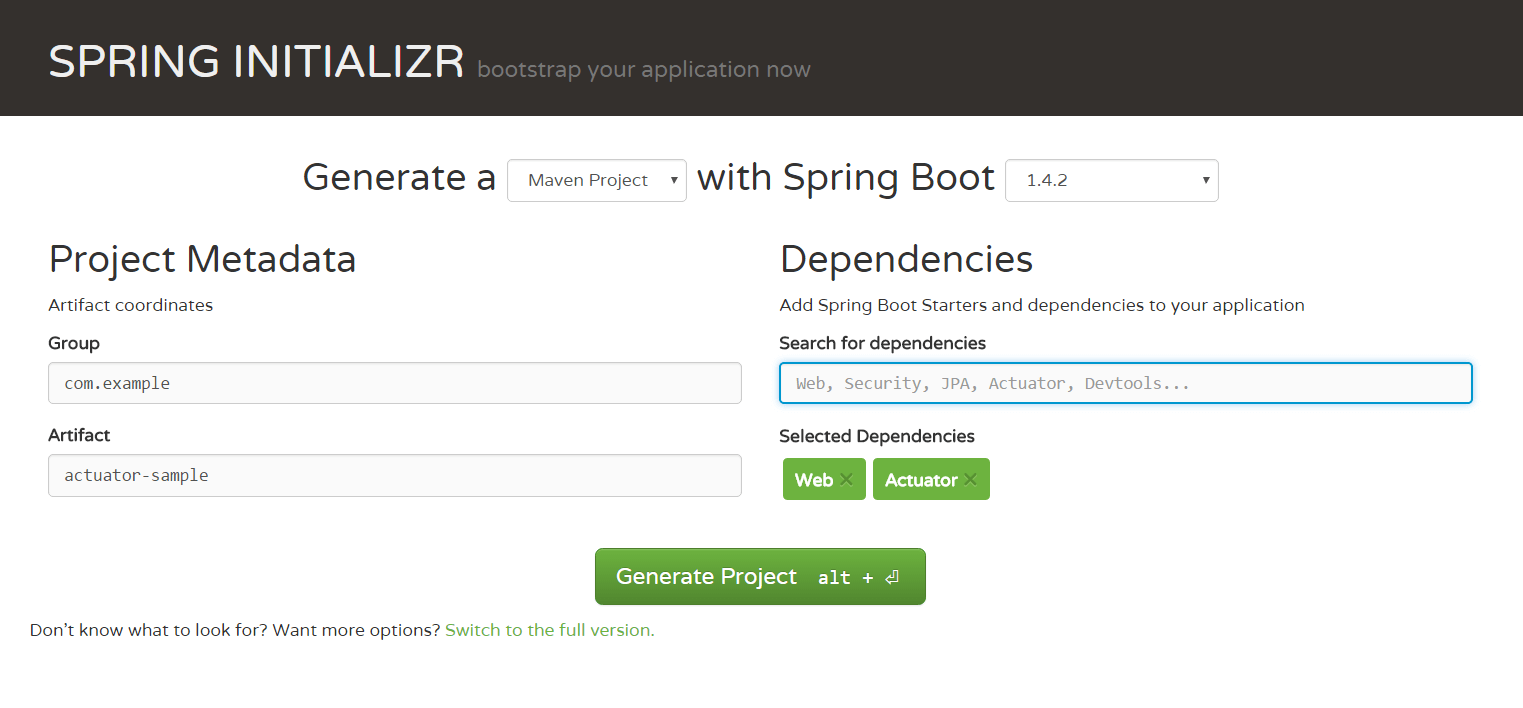 SPRING INITIALIZR bootstrap your application now
Generate a Maven Project with Spring Boot 1.4.2
Project Metadata
Artifact coordinates
Group
com.example
Artifact
actuator-sample
Dependencies
Add Spring Boot Starters and dependencies to your application
Search for dependencies
Web, Security, JPA, Actuator, Devtools...
Selected Dependencies
Web × Actuator ×
Generate Project alt + ⏎
Don't know what to look for? Want more options? Switch to the full version.